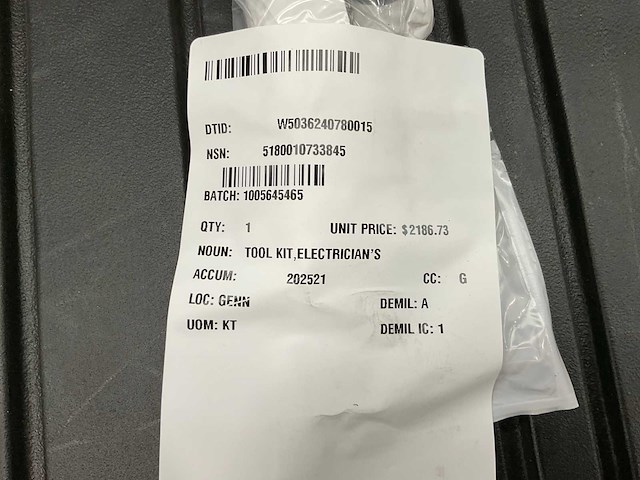 DTID: W5036240780015
NSN: 5180010733845
BATCH: 1005645465
QTY: 1 UNIT PRICE: $2186.73
NOUN: TOOL KIT,ELECTRICIAN'S
ACCUM: 202521 CC: G
LOC: GENN DEMIL: A
UOM: KT DEMIL IC: 1